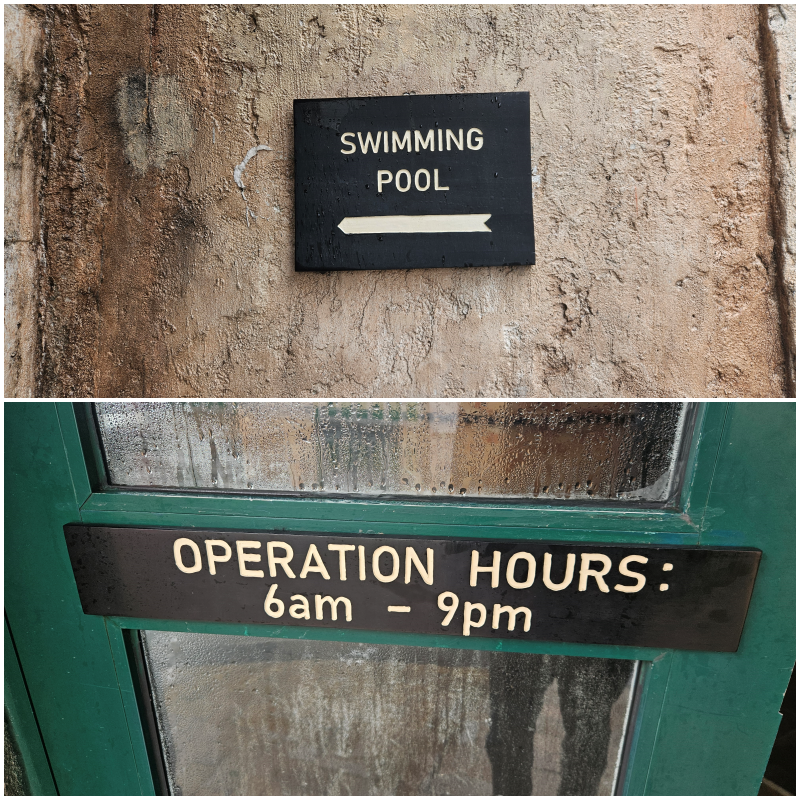 SWIMMING
POOL
OPERATION HOURS:
6am - 9pm